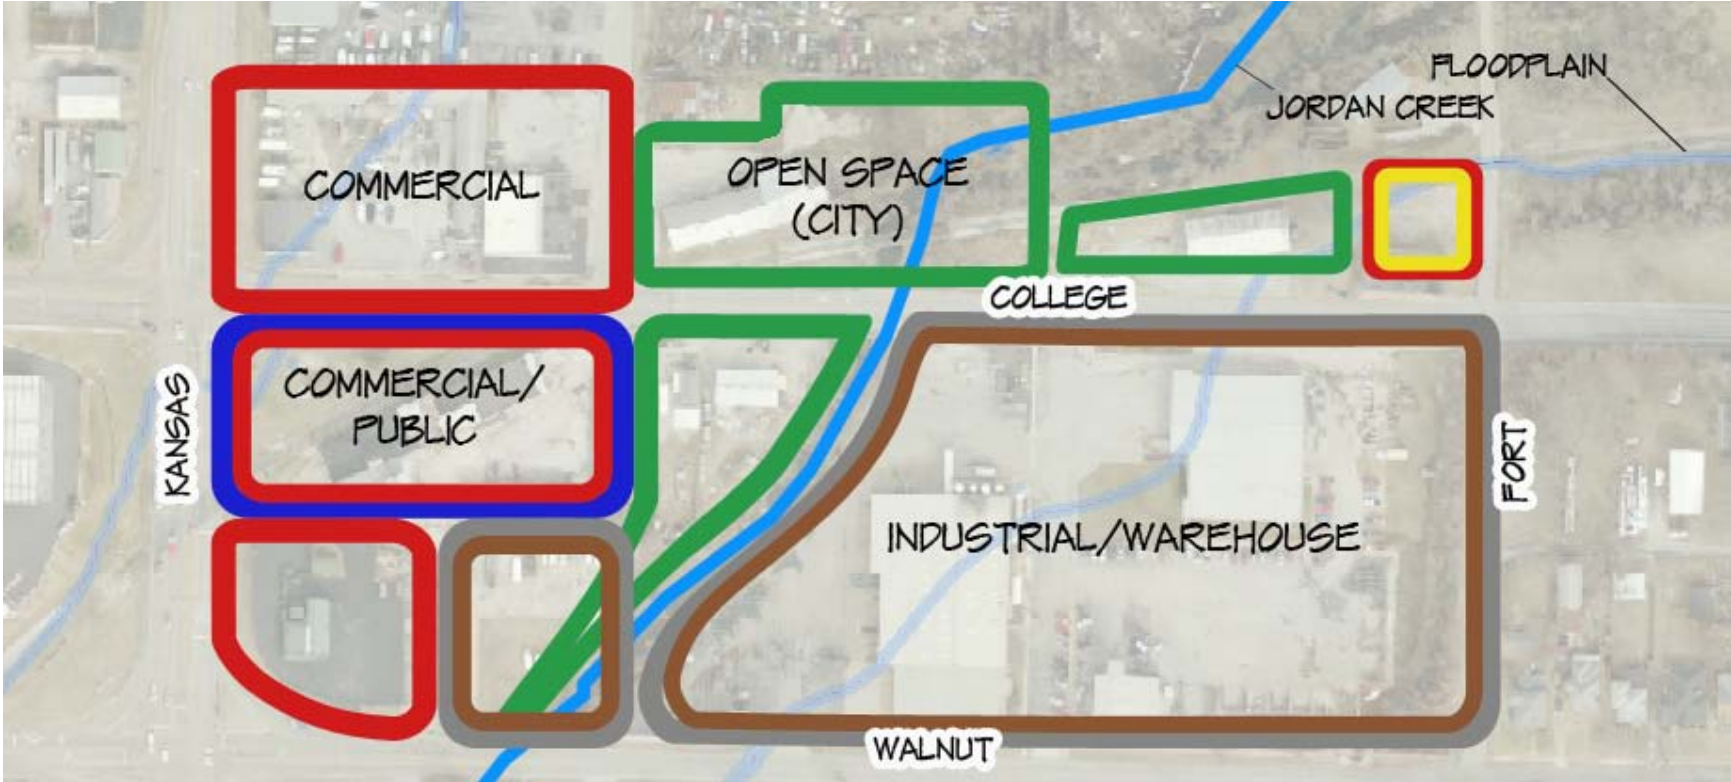 FLOODPLAIN
JORDAN CREEK
COMMERCIAL
OPEN SPACE
(CITY)
COLLEGE
COMMERCIAL/
PUBLIC
KANSAS
FORT
INDUSTRIAL/WAREHOUSE
WALNUT